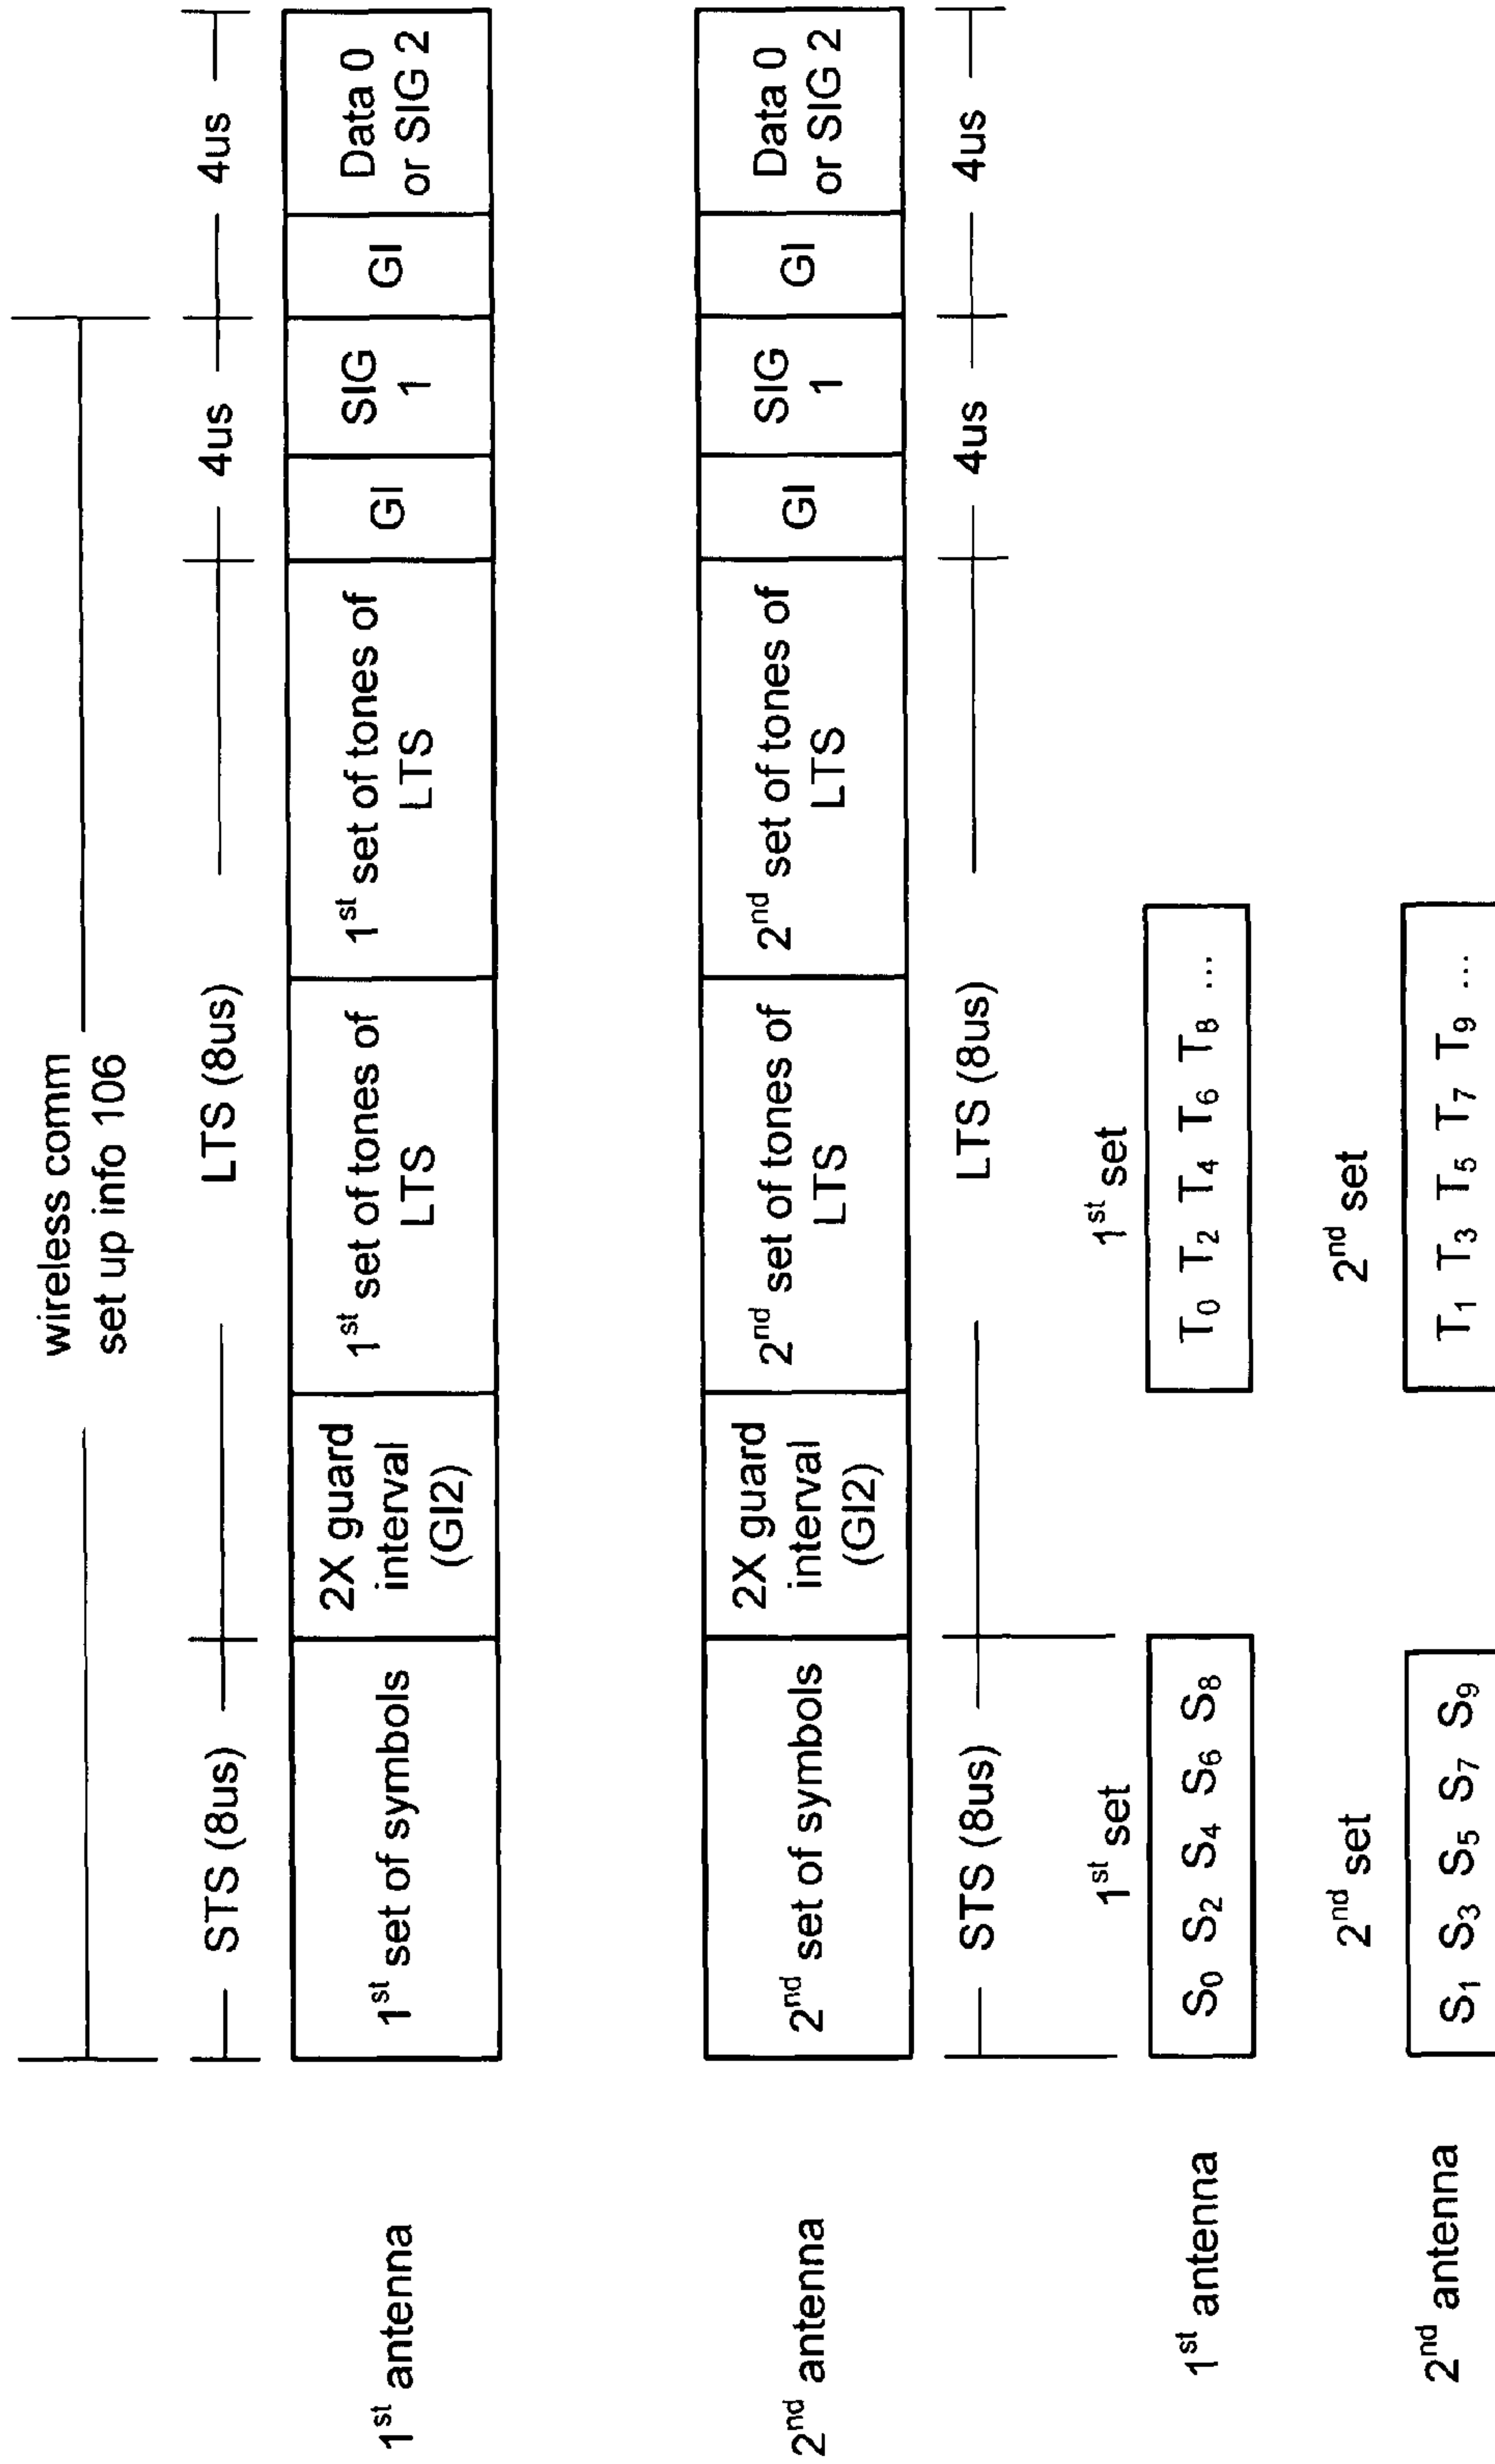 wireless comm
set up info 106
STS (8us)
LTS (8us)
4us
4us
1st antenna
1st set of symbols
2X guard
interval
(GI2)
1st set of tones of
LTS
1st set of tones of
LTS
GI
SIG
1
GI
Data 0
or SIG 2
2nd antenna
2nd set of symbols
2X guard
interval
(GI2)
2nd set of tones of
LTS
2nd set of tones of
LTS
GI
SIG
1
GI
Data 0
or SIG 2
STS (8us)
LTS (8us)
4us
4us
1st set
1st set
1st antenna
S0 S2 S4 S6 S8
T0 T2 T4 T6 T8 ...
2nd set
2nd set
2nd antenna
S1 S3 S5 S7 S9
T1 T3 T5 T7 T9 ...